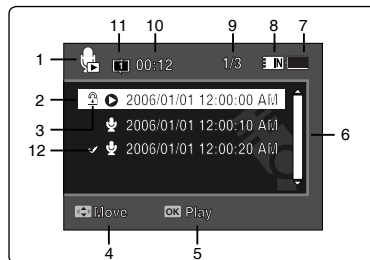 11 10 9 8 7
1 1 00:12 1/3 IN
2 2006/01/01 12:00:00 AM
3 2006/01/01 12:00:10 AM 6
12 2006/01/01 12:00:20 AM
Move OK Play
4 5